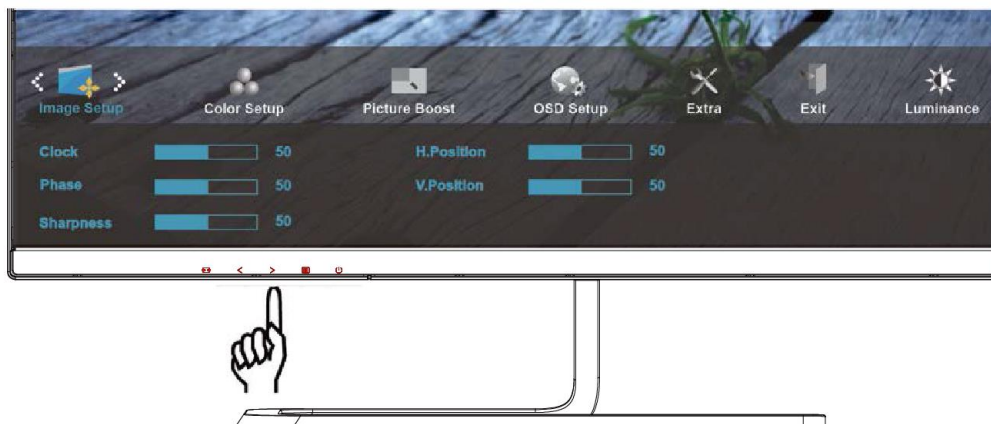 Image Setup Color Setup Picture Boost OSD Setup Extra Exit Luminance
Clock 50 H.Position 50
Phase 50 V.Position 50
Sharpness 50